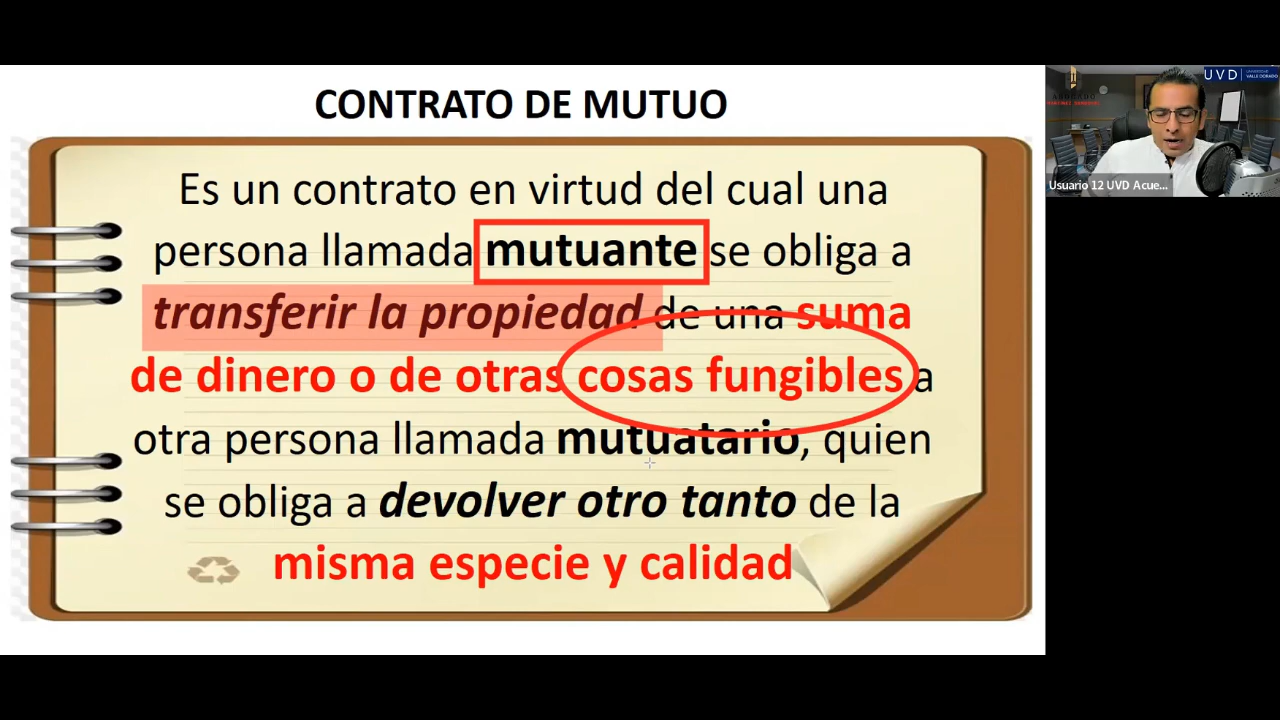 CONTRATO DE MUTUO
Es un contrato en virtud del cual una
persona llamada mutuante se obliga a
transferir la propiedad de una suma
de dinero o de otras cosas fungibles a
otra persona llamada mutuatario, quien
se obliga a devolver otro tanto de la
misma especie y calidad
UVD
Usuario 12 UVD Acue...